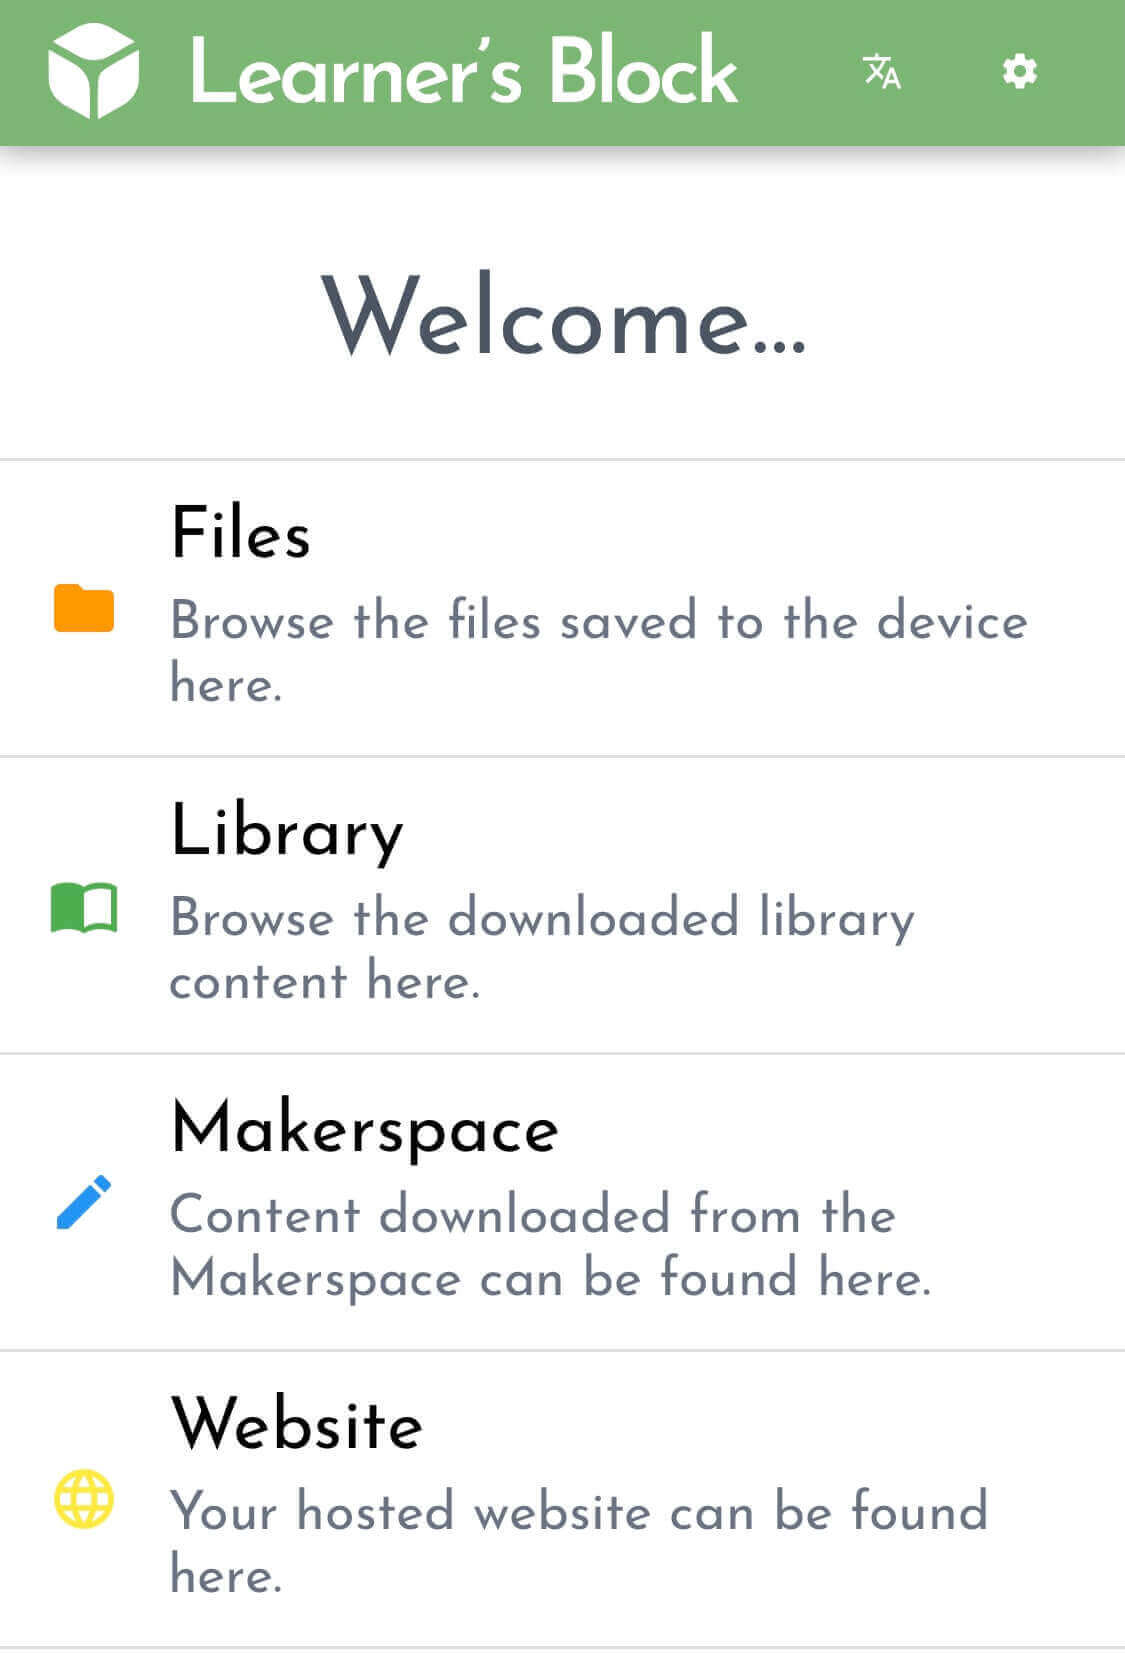 Learner’s Block
Welcome...
Files
Browse the files saved to the device
here.
Library
Browse the downloaded library
content here.
Makerspace
Content downloaded from the
Makerspace can be found here.
Website
Your hosted website can be found
here.